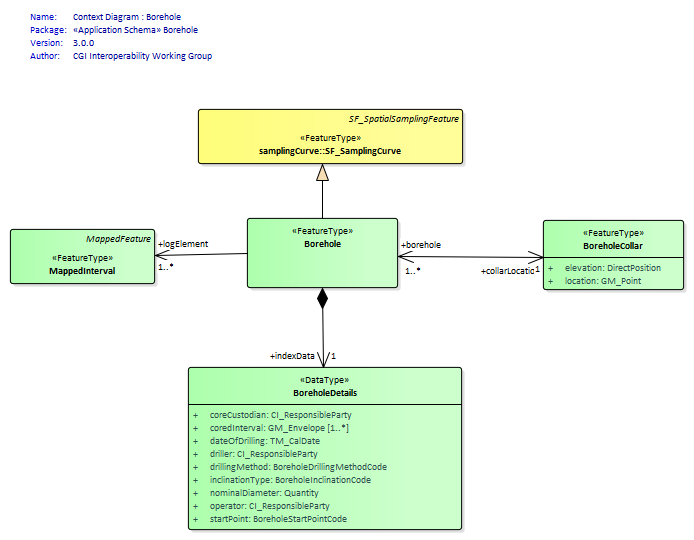 Name: Context Diagram : Borehole
Package: «Application Schema» Borehole
Version: 3.0.0
Author: CGI Interoperability Working Group
SF_SpatialSamplingFeature
«FeatureType»
samplingCurve::SF_SamplingCurve
MappedFeature
«FeatureType»
MappedInterval
+logElement
1..*
«FeatureType»
Borehole
+borehole
1..*
+collarLocatic 1
«FeatureType»
BoreholeCollar
+ elevation: DirectPosition
+ location: GM_Point
+indexData 1
«DataType»
BoreholeDetails
+ coreCustodian: CI_ResponsibleParty
+ coredInterval: GM_Envelope [1..*]
+ dateOfDrilling: TM_CalDate
+ driller: CI_ResponsibleParty
+ drillingMethod: BoreholeDrillingMethodCode
+ inclinationType: BoreholeInclinationCode
+ nominalDiameter: Quantity
+ operator: CI_ResponsibleParty
+ startPoint: BoreholeStartPointCode